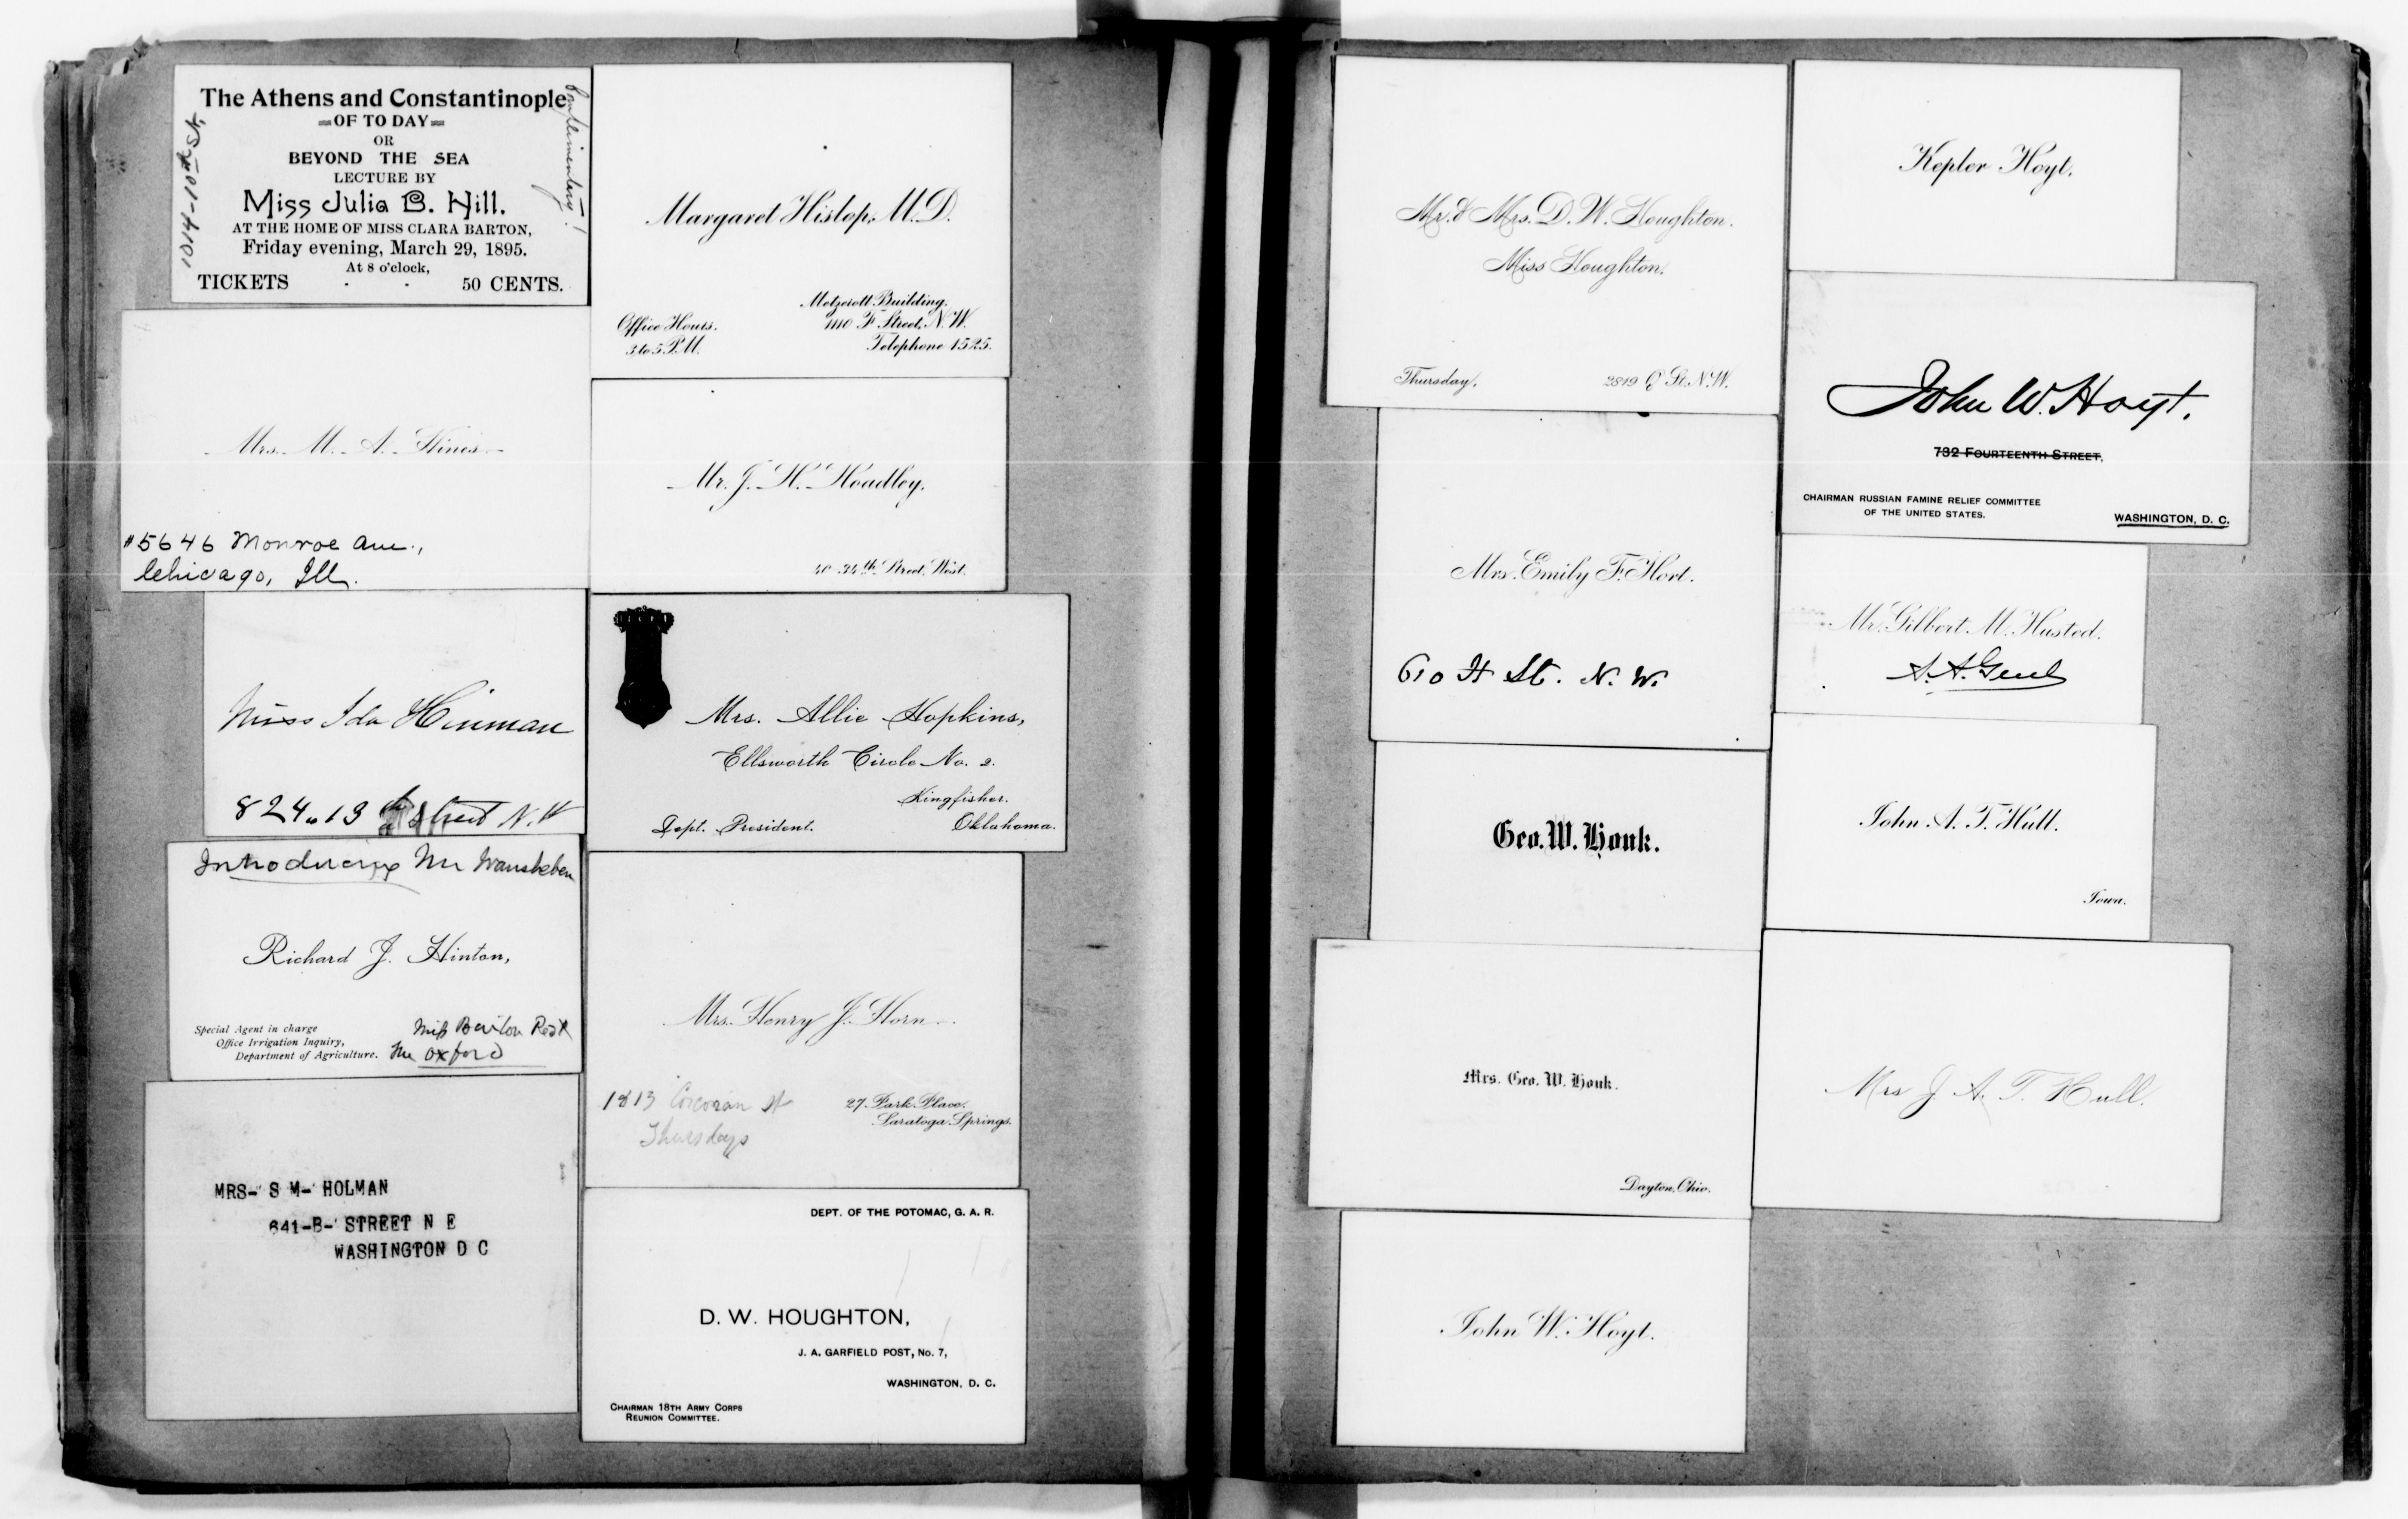 The Athens and Constantinople
OF TO DAY
OR
BEYOND THE SEA
LECTURE BY
Miss Julia B. Hill.
AT THE HOME OF MISS CLARA BARTON,
Friday evening, March 29, 1895.
At 8 o'clock,
TICKETS . . 50 CENTS.
1014-10th St.
Complimentary!
Mrs. M. A. Hines
#5646 Monroe Ave.,
Chicago, Ill.
Miss Ida Hinman
824.13th Street N.W
Introducing Mr
Richard J. Hinton,
Special Agent in charge
Office Irrigation Inquiry,
Department of Agriculture.
Miss Barton
The Oxford
MRS- S M- HOLMAN
641-B- STREET N E
WASHINGTON D C
Margaret Hislop, M.D.
Office Hours.
3 to 5 P.M.
Metzerott Building.
1110 F Street, N.W.
Telephone 1525.
Mr. J. H. Hoadley.
40-34th Street, West.
Mrs. Allie Hopkins,
Ellsworth Circle No. 2.
Kingfisher.
Dept. President. Oklahoma.
Mrs. Henry J. Horn
1813 Corcoran St
Thursdays
27. Park Place.
Saratoga Springs.
DEPT. OF THE POTOMAC, G. A. R.
D. W. HOUGHTON,
J. A. GARFIELD POST, No. 7,
WASHINGTON, D. C.
CHAIRMAN 18TH ARMY CORPS
REUNION COMMITTEE.
Mr. & Mrs. D. W. Houghton.
Miss Houghton.
Thursday. 2819 Q St. N.W.
Mrs. Emily F. Hort.
610 H St. N. W.
Geo. W. Houk.
Mrs. Geo. W. Houk.
Dayton, Ohio.
John W. Hoyt.
Kepler Hoyt.
John W. Hoyt.
732 FOURTEENTH STREET,
CHAIRMAN RUSSIAN FAMINE RELIEF COMMITTEE
OF THE UNITED STATES.
WASHINGTON, D. C.
Mr. Gilbert M. Husted.
John A. T. Hull.
Iowa.
Mrs J. A. T. Hull.